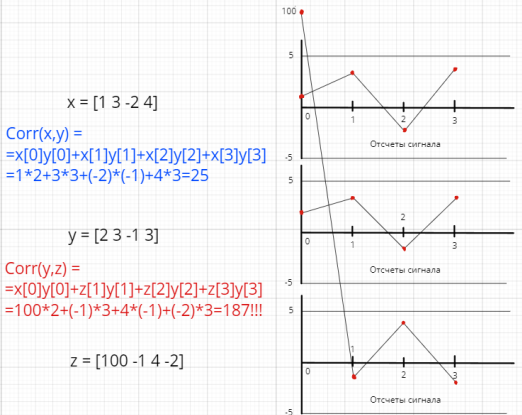 x = [1 3 -2 4]
Corr(x,y) =
=x[0]y[0]+x[1]y[1]+x[2]y[2]+x[3]y[3]
=1*2+3*3+(-2)*(-1)+4*3=25
y = [2 3 -1 3]
Corr(y,z) =
=x[0]y[0]+z[1]y[1]+z[2]y[2]+z[3]y[3]
=100*2+(-1)*3+4*(-1)+(-2)*3=187!!!
z = [100 -1 4 -2]
100
5
0 1 2 3
Отсчеты сигнала
-5
5
2
0 1 3
Отсчеты сигнала
-5
5
1
0 2 3
Отсчеты сигнала
-5